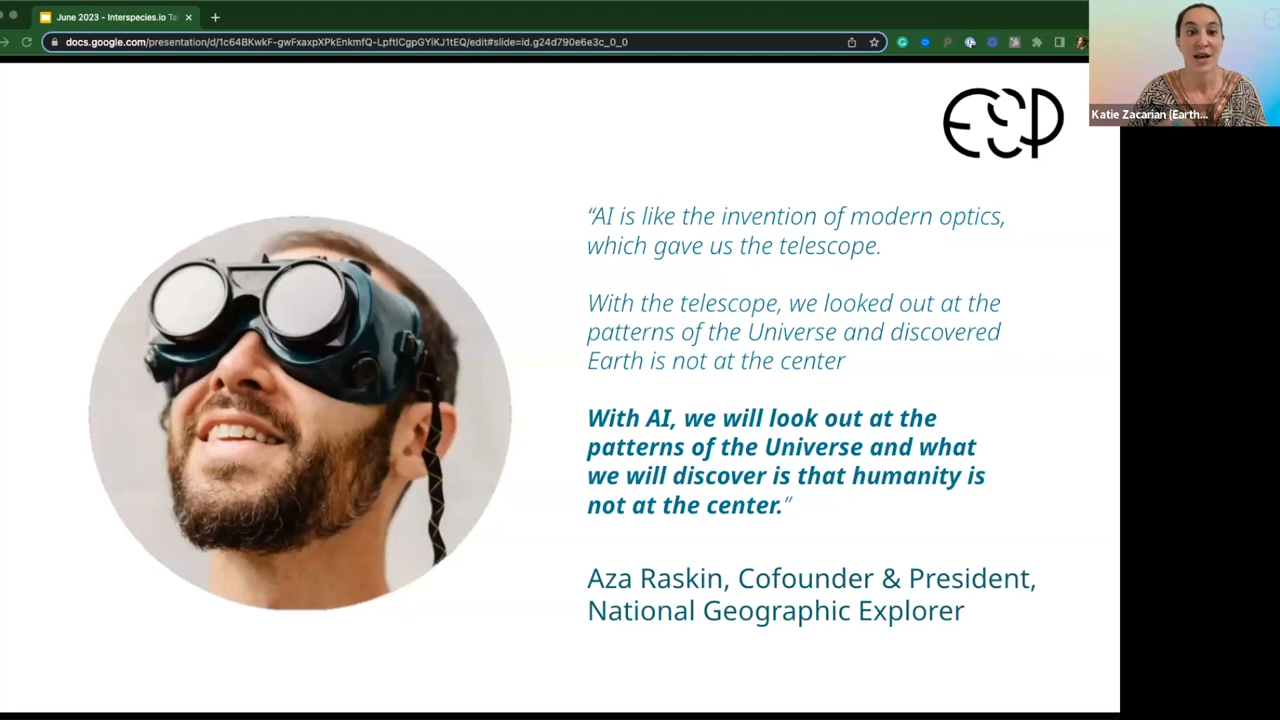 June 2023 - Interspecies.io Ta
docs.google.com/presentation/d/1c64BKwkF-gwFxaxpXPkEnkmfQ-LpftlCgpGYiKJ1tEQ/edit#slide=id.g24d790e6e3c_0_0
Katie Zacarian (Earth...
ESP
“AI is like the invention of modern optics,
which gave us the telescope.
With the telescope, we looked out at the
patterns of the Universe and discovered
Earth is not at the center
With AI, we will look out at the
patterns of the Universe and what
we will discover is that humanity is
not at the center.”
Aza Raskin, Cofounder & President,
National Geographic Explorer